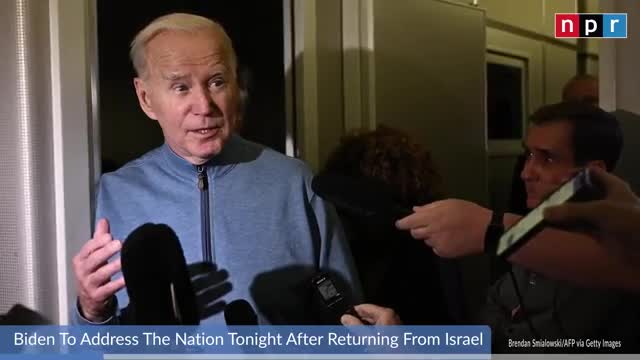 npr
Biden To Address The Nation Tonight After Returning From Israel
Brendan Smialowski/AFP via Getty Images